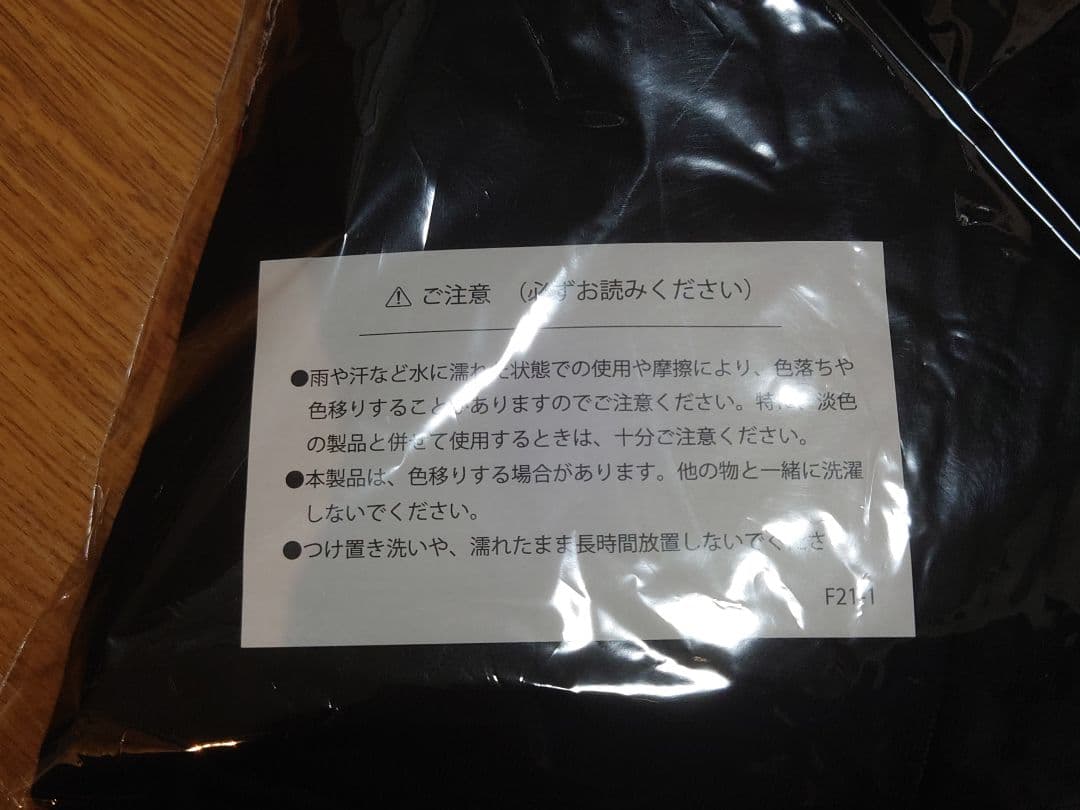 ⚠ ご注意 （必ずお読みください）
●雨や汗など水に濡れた状態での使用や摩擦により、色落ちや
色移りすることがありますのでご注意ください。特に、淡色
の製品と併せて使用するときは、十分ご注意ください。
●本製品は、色移りする場合があります。他の物と一緒に洗濯
しないでください。
●つけ置き洗いや、濡れたまま長時間放置しないでくださ
F21-1